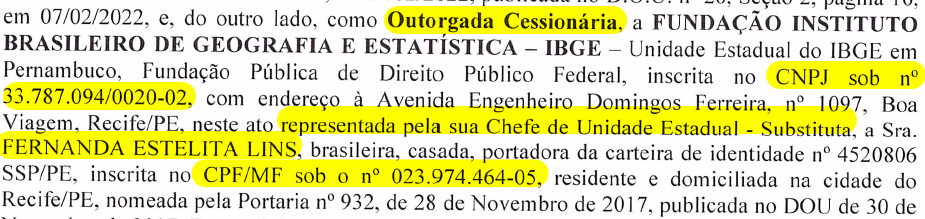 em 07/02/2022, e, do outro lado, como Outorgada Cessionária, a FUNDAÇÃO INSTITUTO
BRASILEIRO DE GEOGRAFIA E ESTATÍSTICA – IBGE – Unidade Estadual do IBGE em
Pernambuco, Fundação Pública de Direito Público Federal, inscrita no CNPJ sob nº
33.787.094/0020-02, com endereço à Avenida Engenheiro Domingos Ferreira, nº 1097, Boa
Viagem, Recife/PE, neste ato representada pela sua Chefe de Unidade Estadual - Substituta, a Sra.
FERNANDA ESTELITA LINS, brasileira, casada, portadora da carteira de identidade nº 4520806
SSP/PE, inscrita no CPF/MF sob o nº 023.974.464-05, residente e domiciliada na cidade do
Recife/PE, nomeada pela Portaria nº 932, de 28 de Novembro de 2017, publicada no DOU de 30 de